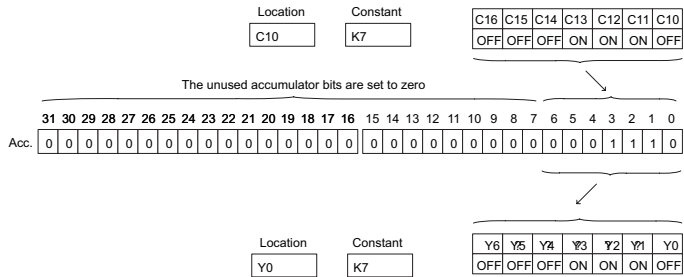 Location Constant C16 C15 C14 C13 C12 C11 C10
C10 K7 OFF OFF OFF ON ON ON OFF
The unused accumulator bits are set to zero
31 30 29 28 27 26 25 24 23 22 21 20 19 18 17 16 15 14 13 12 11 10 9 8 7 6 5 4 3 2 1 0
Acc. 0 0 0 0 0 0 0 0 0 0 0 0 0 0 0 0 0 0 0 0 0 0 0 0 0 0 0 0 1 1 1 0
Location Constant Y6 Y5 Y4 Y3 Y2 Y1 Y0
Y0 K7 OFF OFF OFF ON ON ON OFF